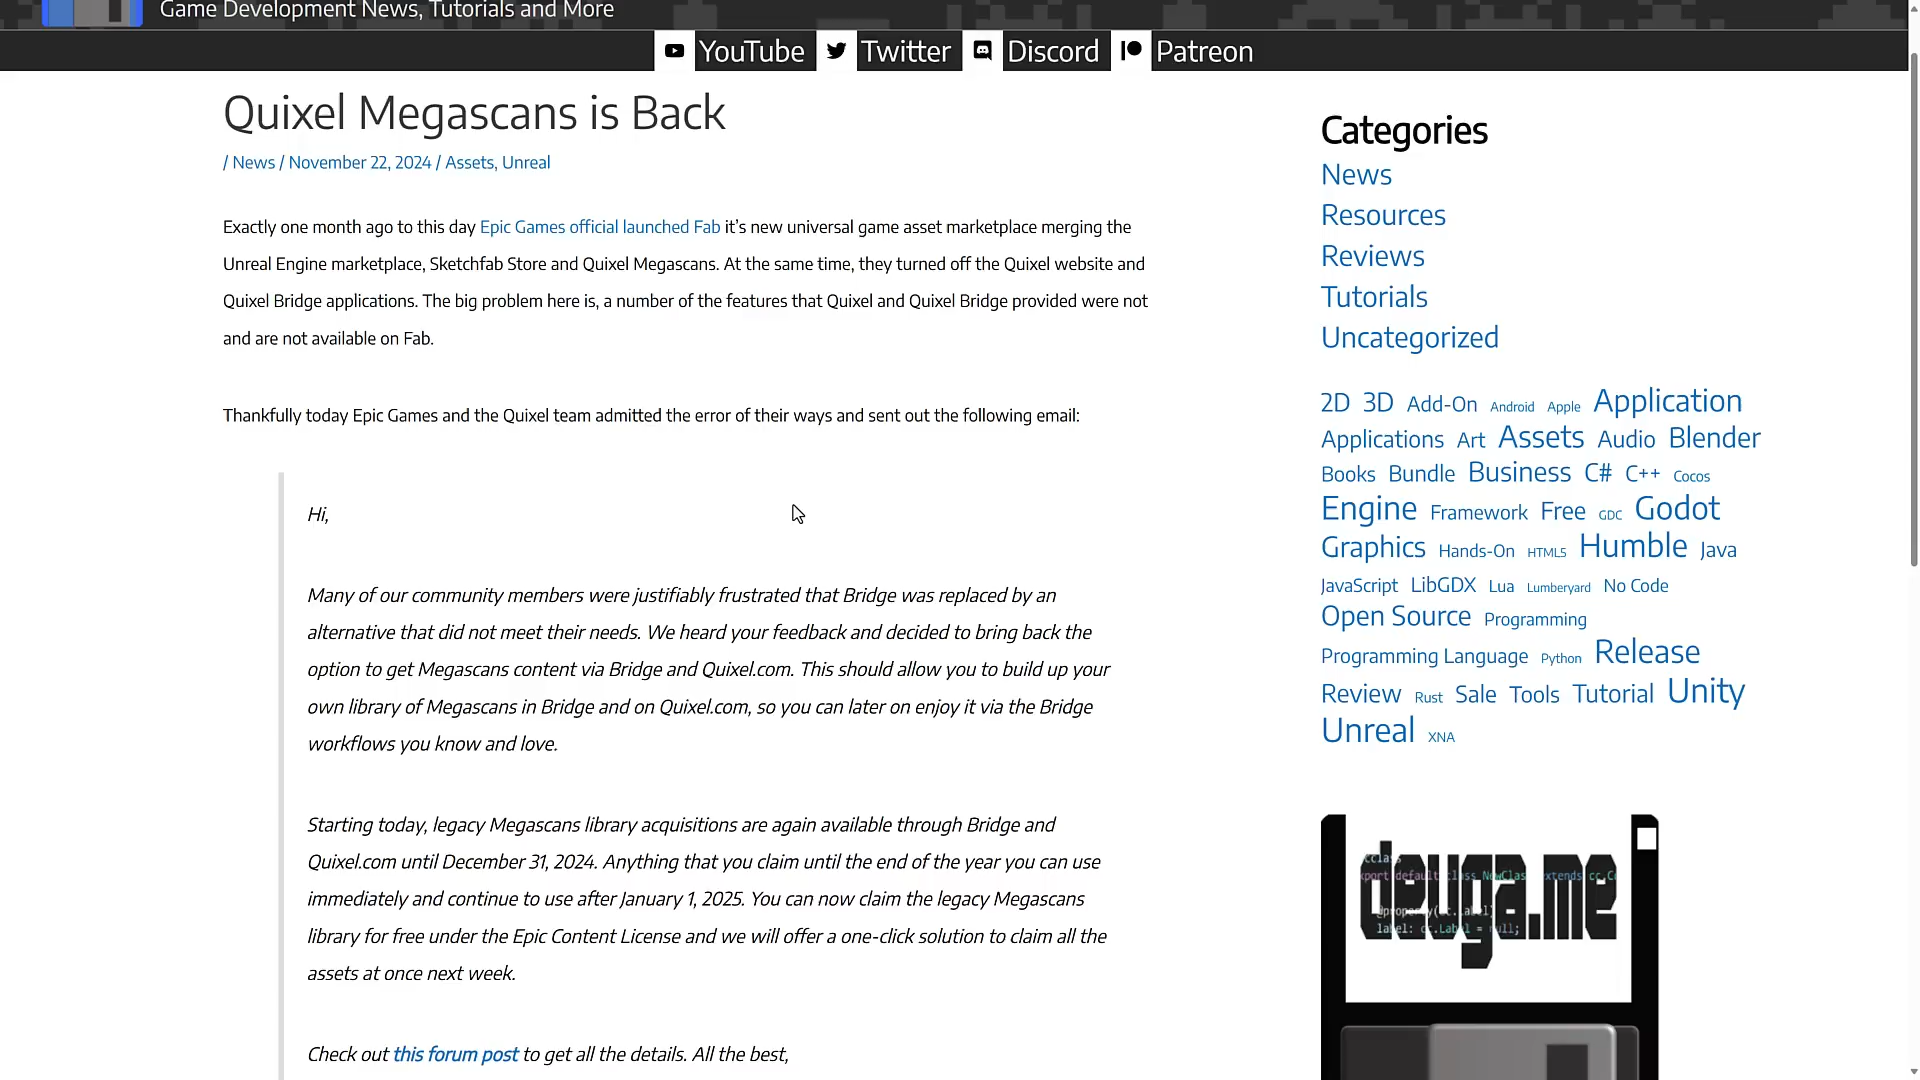 Game Development News, Tutorials and More
YouTube Twitter Discord Patreon
Quixel Megascans is Back
/ News / November 22, 2024 / Assets, Unreal
Exactly one month ago to this day Epic Games official launched Fab it’s new universal game asset marketplace merging the
Unreal Engine marketplace, Sketchfab Store and Quixel Megascans. At the same time, they turned off the Quixel website and
Quixel Bridge applications. The big problem here is, a number of the features that Quixel and Quixel Bridge provided were not
and are not available on Fab.
Thankfully today Epic Games and the Quixel team admitted the error of their ways and sent out the following email:
Hi,
Many of our community members were justifiably frustrated that Bridge was replaced by an
alternative that did not meet their needs. We heard your feedback and decided to bring back the
option to get Megascans content via Bridge and Quixel.com. This should allow you to build up your
own library of Megascans in Bridge and on Quixel.com, so you can later on enjoy it via the Bridge
workflows you know and love.
Starting today, legacy Megascans library acquisitions are again available through Bridge and
Quixel.com until December 31, 2024. Anything that you claim until the end of the year you can use
immediately and continue to use after January 1, 2025. You can now claim the legacy Megascans
library for free under the Epic Content License and we will offer a one-click solution to claim all the
assets at once next week.
Check out this forum post to get all the details. All the best,
Categories
News
Resources
Reviews
Tutorials
Uncategorized
2D 3D Add-On Android Apple Application
Applications Art Assets Audio Blender
Books Bundle Business C# C++ Cocos
Engine Framework Free GDC Godot
Graphics Hands-On HTML5 Humble Java
JavaScript LibGDX Lua Lumberyard No Code
Open Source Programming
Programming Language Python Release
Review Rust Sale Tools Tutorial Unity
Unreal XNA
devga.me